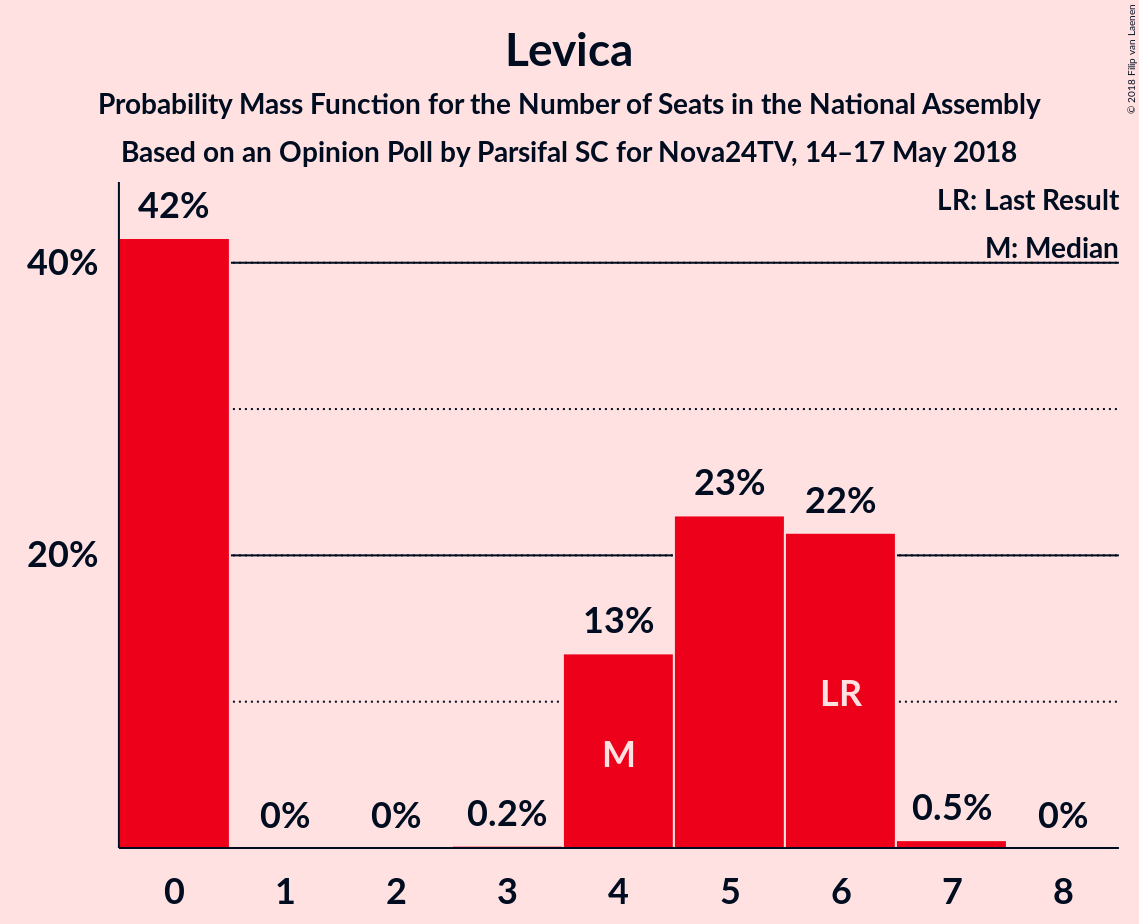 Levica
Probability Mass Function for the Number of Seats in the National Assembly
Based on an Opinion Poll by Parsifal SC for Nova24TV, 14–17 May 2018
© 2018 Filip van Laenen
LR: Last Result
M: Median
40%
20%
42%
0%
0%
0.2%
13%
23%
22%
0.5%
0%
M
LR
0 1 2 3 4 5 6 7 8